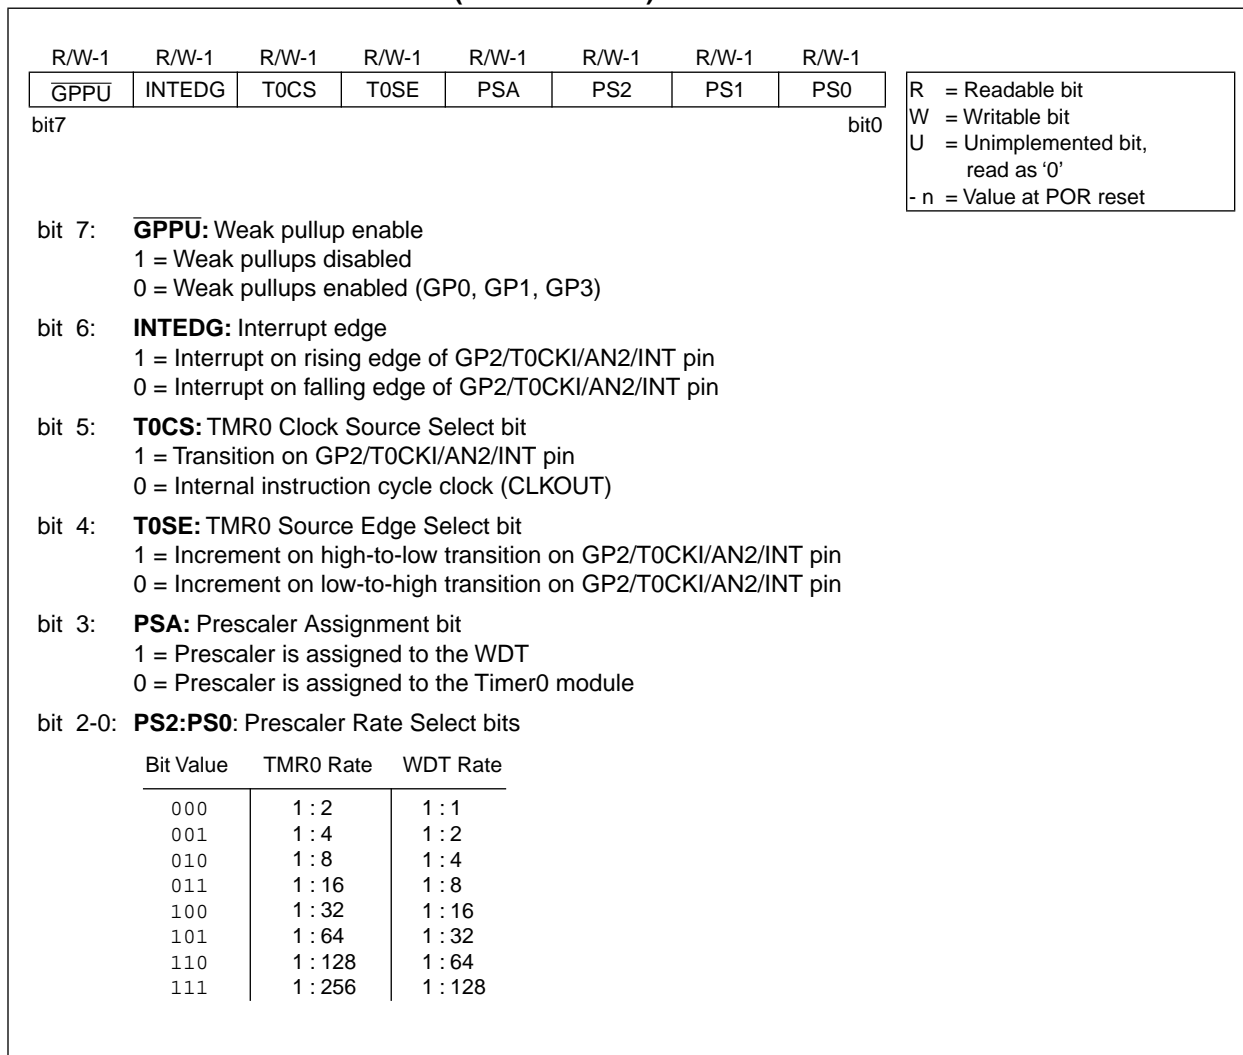 R/W-1 R/W-1 R/W-1 R/W-1 R/W-1 R/W-1 R/W-1 R/W-1
GPPU INTEDG T0CS T0SE PSA PS2 PS1 PS0
bit7 bit0
R = Readable bit
W = Writable bit
U = Unimplemented bit,
read as ‘0’
- n = Value at POR reset
bit 7: GPPU: Weak pullup enable
1 = Weak pullups disabled
0 = Weak pullups enabled (GP0, GP1, GP3)
bit 6: INTEDG: Interrupt edge
1 = Interrupt on rising edge of GP2/T0CKI/AN2/INT pin
0 = Interrupt on falling edge of GP2/T0CKI/AN2/INT pin
bit 5: T0CS: TMR0 Clock Source Select bit
1 = Transition on GP2/T0CKI/AN2/INT pin
0 = Internal instruction cycle clock (CLKOUT)
bit 4: T0SE: TMR0 Source Edge Select bit
1 = Increment on high-to-low transition on GP2/T0CKI/AN2/INT pin
0 = Increment on low-to-high transition on GP2/T0CKI/AN2/INT pin
bit 3: PSA: Prescaler Assignment bit
1 = Prescaler is assigned to the WDT
0 = Prescaler is assigned to the Timer0 module
bit 2-0: PS2:PS0: Prescaler Rate Select bits
Bit Value TMR0 Rate WDT Rate
000 1 : 2 1 : 1
001 1 : 4 1 : 2
010 1 : 8 1 : 4
011 1 : 16 1 : 8
100 1 : 32 1 : 16
101 1 : 64 1 : 32
110 1 : 128 1 : 64
111 1 : 256 1 : 128